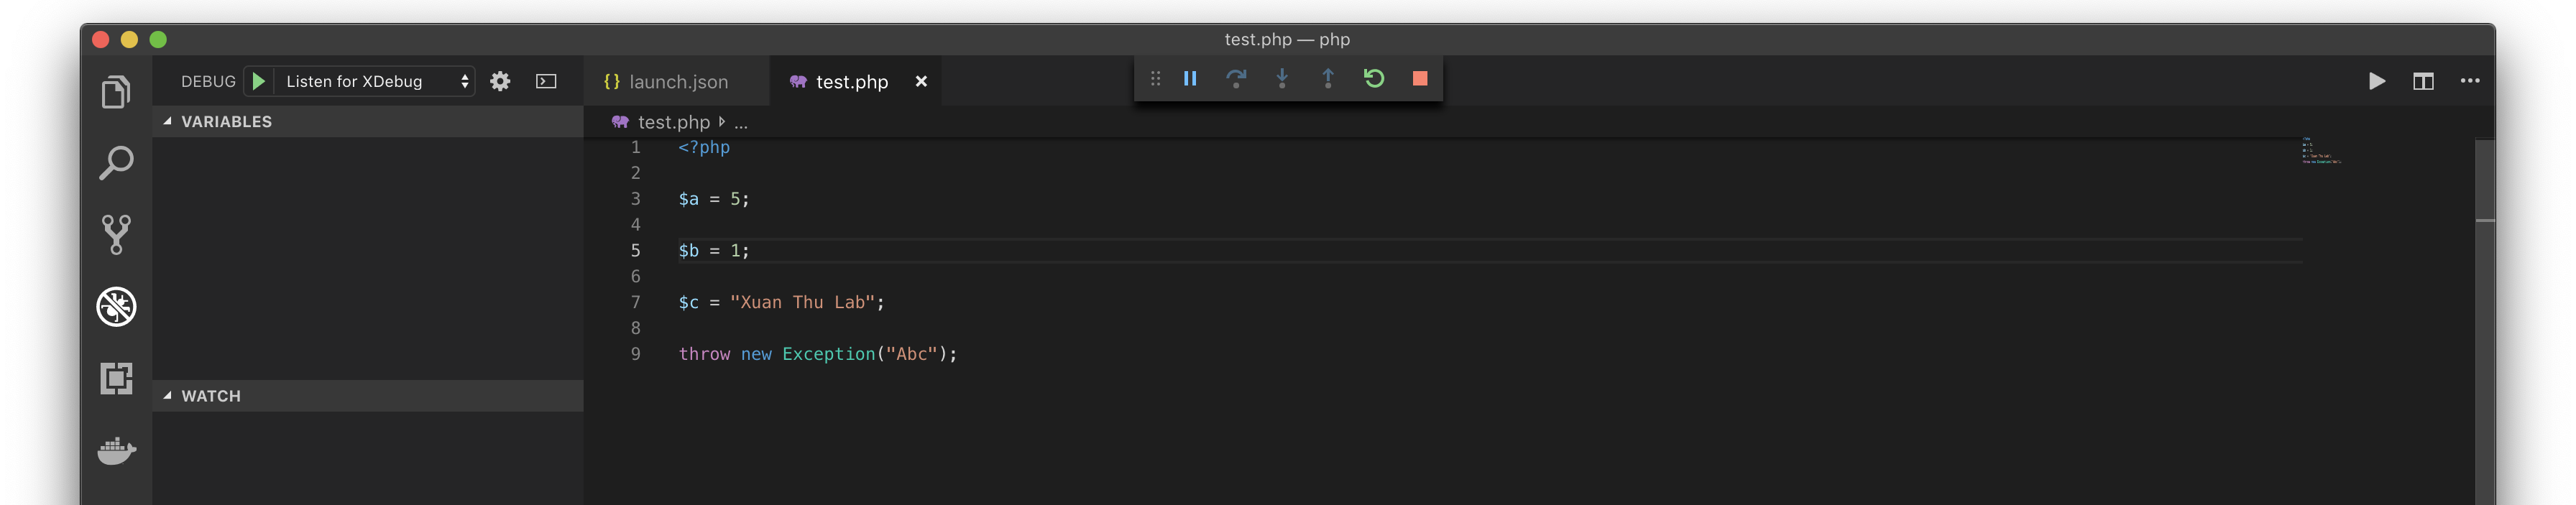 test.php — php
DEBUG Listen for XDebug
{ } launch.json test.php
VARIABLES
test.php ...
1 <?php
2
3 $a = 5;
4
5 $b = 1;
6
7 $c = "Xuan Thu Lab";
8
9 throw new Exception("Abc");
WATCH